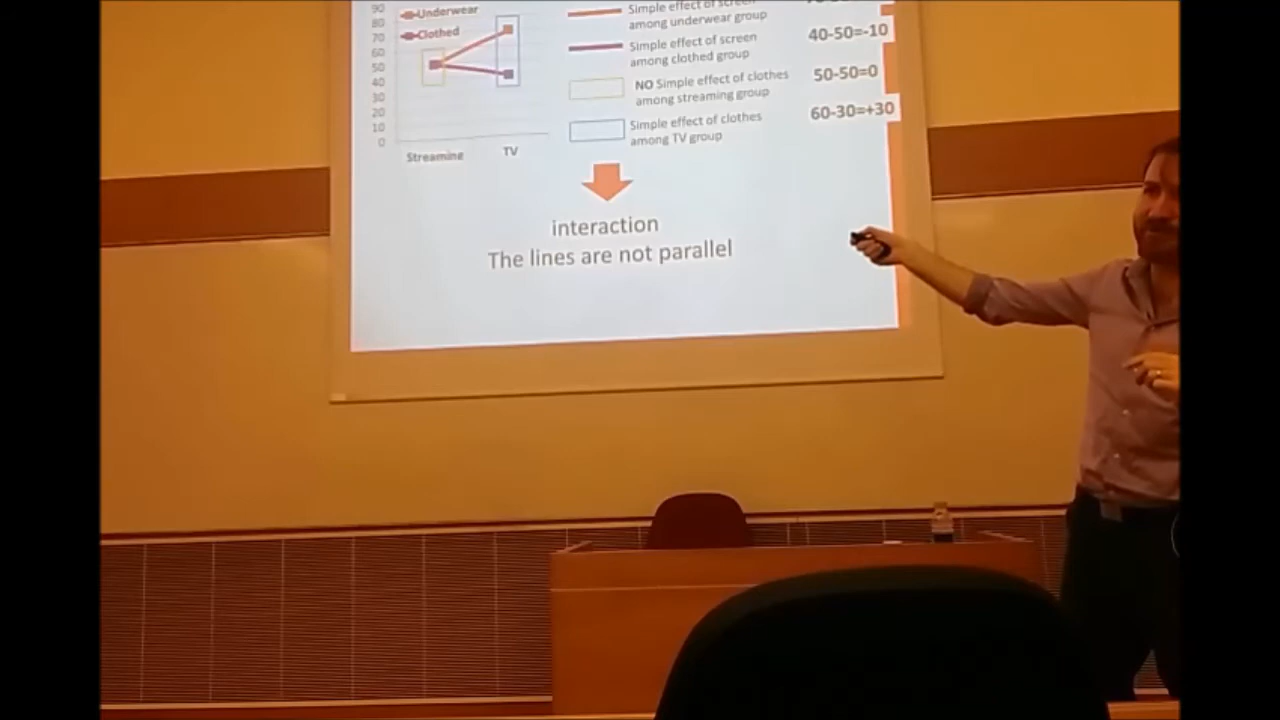 90
80
70
60
50
40
30
20
10
0
Underwear
Clothed
Streaming
TV
Simple effect of screen
among underwear group
Simple effect of screen
among clothed group
40-50=-10
NO Simple effect of clothes
among streaming group
50-50=0
Simple effect of clothes
among TV group
60-30=+30
interaction
The lines are not parallel